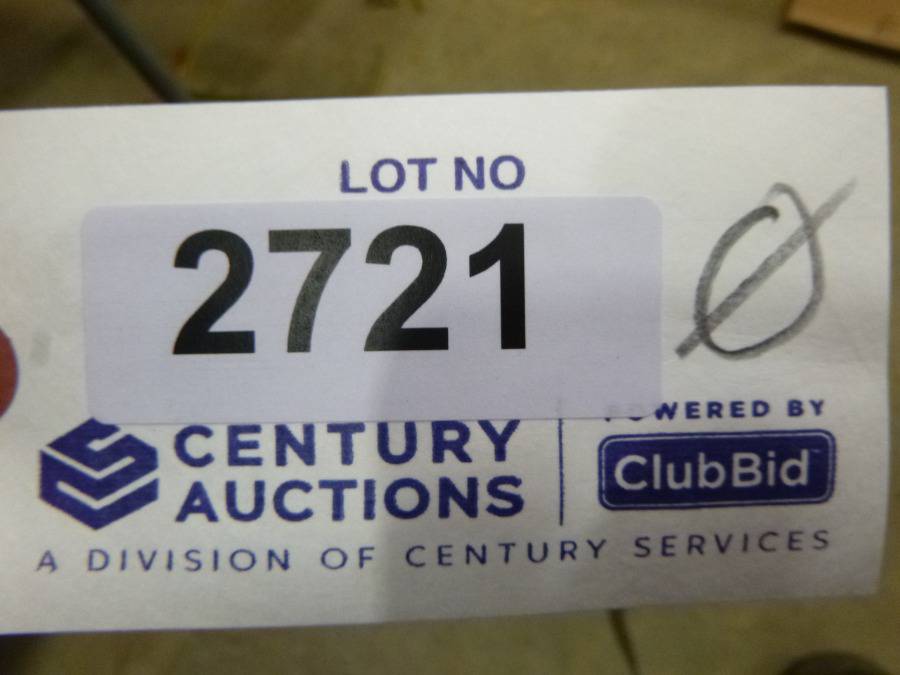 LOT NO
2721 Ø
CENTURY
AUCTIONS
POWERED BY
ClubBid
A DIVISION OF CENTURY SERVICES